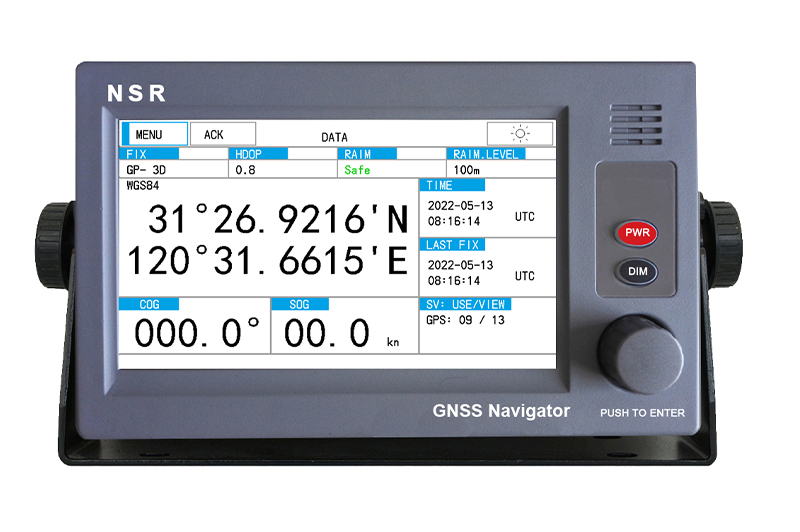 NSR
MENU ACK DATA
FIX HDOP RAIM RAIM.LEVEL
GP- 3D 0.8 Safe 100m
WGS84
31°26.9216'N
120°31.6615'E
TIME
2022-05-13
08:16:14 UTC
LAST FIX
2022-05-13
08:16:14 UTC
COG SOG SV: USE/VIEW
000.0° 00.0 kn
GPS: 09 / 13
PWR
DIM
GNSS Navigator
PUSH TO ENTER